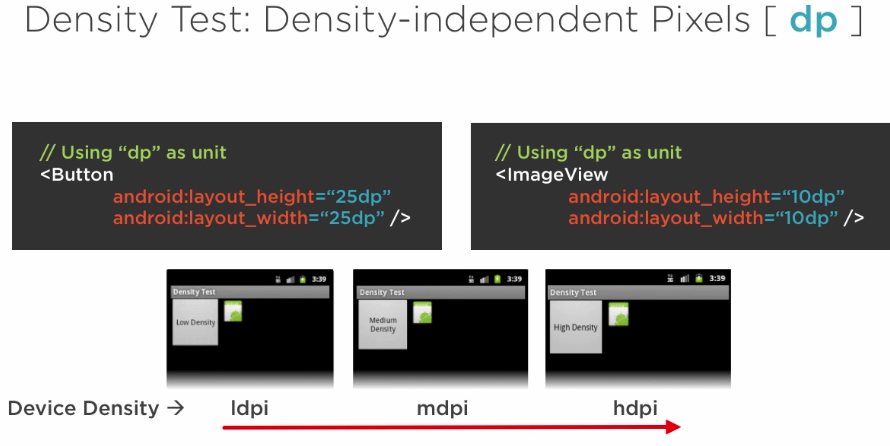 Density Test: Density-independent Pixels [ dp ]
// Using “dp” as unit
<Button
android:layout_height=“25dp”
android:layout_width=“25dp” />
// Using “dp” as unit
<ImageView
android:layout_height=“10dp”
android:layout_width=“10dp” />
3:39
Density Test
Low Density
3:39
Density Test
Medium
Density
3:39
Density Test
High Density
Device Density → ldpi mdpi hdpi